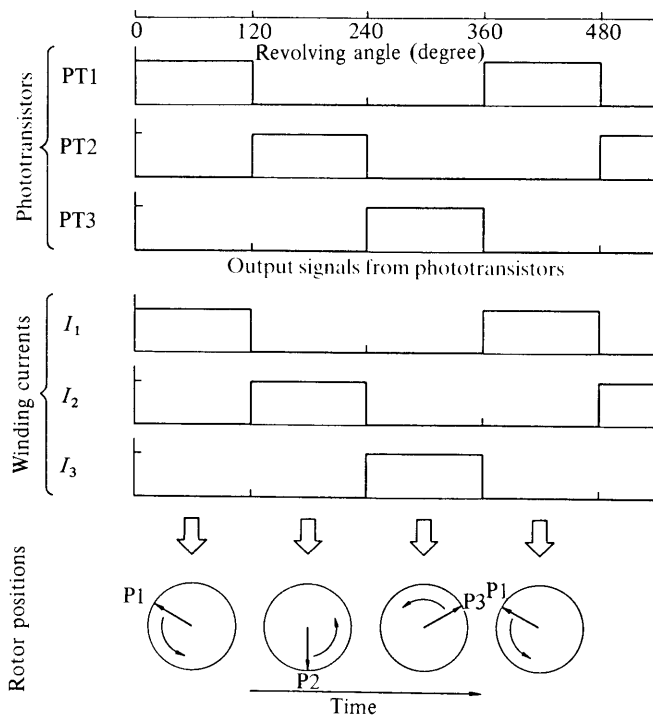 0 120 240 360 480
Revolving angle (degree)
Phototransistors
PT1
PT2
PT3
Output signals from phototransistors
Winding currents
I₁
I₂
I₃
Rotor positions
P1
P2
P3
P1
Time